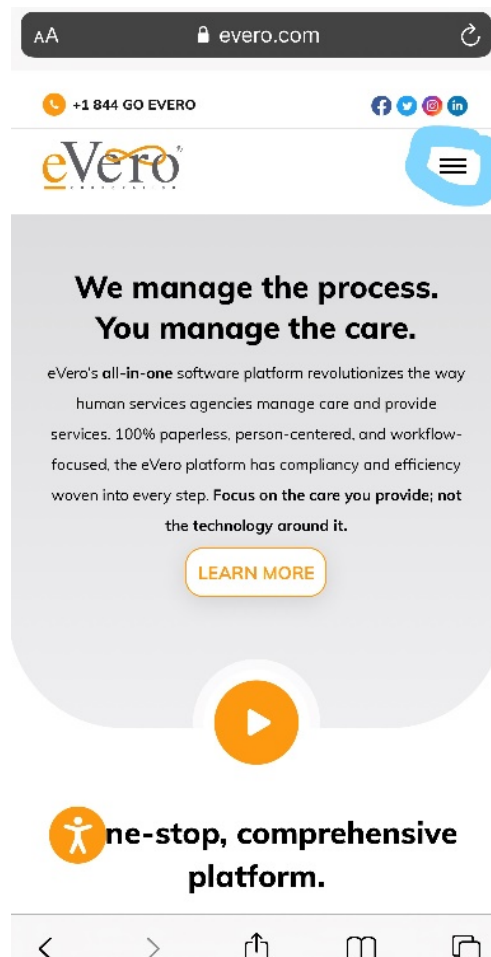 AA evero.com
+1 844 GO EVERO
eVero®
We manage the process.
You manage the care.
eVero's all-in-one software platform revolutionizes the way
human services agencies manage care and provide
services. 100% paperless, person-centered, and workflow-
focused, the eVero platform has compliancy and efficiency
woven into every step. Focus on the care you provide; not
the technology around it.
LEARN MORE
ne-stop, comprehensive
platform.